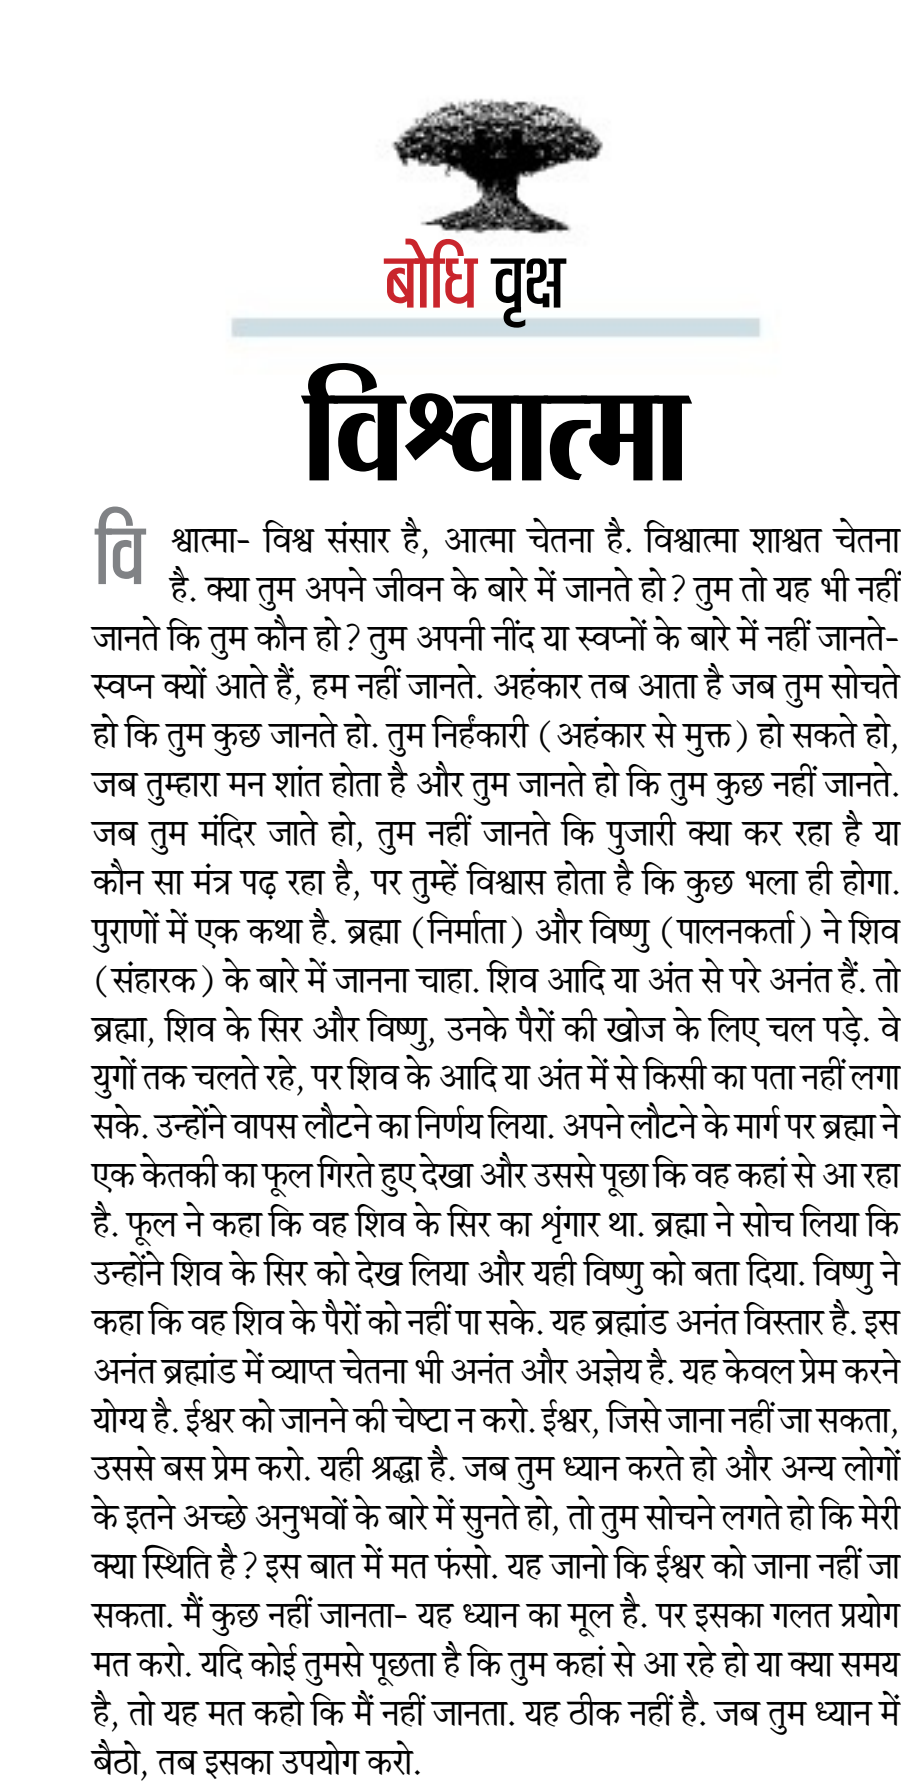 बोधि वृक्ष
विश्वात्मा
विश्वात्मा- विश्व संसार है, आत्मा चेतना है. विश्वात्मा शाश्वत चेतना
है. क्या तुम अपने जीवन के बारे में जानते हो? तुम तो यह भी नहीं
जानते कि तुम कौन हो? तुम अपनी नींद या स्वप्नों के बारे में नहीं जानते-
स्वप्न क्यों आते हैं, हम नहीं जानते. अहंकार तब आता है जब तुम सोचते
हो कि तुम कुछ जानते हो. तुम निर्हंकारी (अहंकार से मुक्त) हो सकते हो,
जब तुम्हारा मन शांत होता है और तुम जानते हो कि तुम कुछ नहीं जानते.
जब तुम मंदिर जाते हो, तुम नहीं जानते कि पुजारी क्या कर रहा है या
कौन सा मंत्र पढ़ रहा है, पर तुम्हें विश्वास होता है कि कुछ भला ही होगा.
पुराणों में एक कथा है. ब्रह्मा (निर्माता) और विष्णु (पालनकर्ता) ने शिव
(संहारक) के बारे में जानना चाहा. शिव आदि या अंत से परे अनंत हैं. तो
ब्रह्मा, शिव के सिर और विष्णु, उनके पैरों की खोज के लिए चल पड़े. वे
युगों तक चलते रहे, पर शिव के आदि या अंत में से किसी का पता नहीं लगा
सके. उन्होंने वापस लौटने का निर्णय लिया. अपने लौटने के मार्ग पर ब्रह्मा ने
एक केतकी का फूल गिरते हुए देखा और उससे पूछा कि वह कहां से आ रहा
है. फूल ने कहा कि वह शिव के सिर का शृंगार था. ब्रह्मा ने सोच लिया कि
उन्होंने शिव के सिर को देख लिया और यही विष्णु को बता दिया. विष्णु ने
कहा कि वह शिव के पैरों को नहीं पा सके. यह ब्रह्मांड अनंत विस्तार है. इस
अनंत ब्रह्मांड में व्याप्त चेतना भी अनंत और अज्ञेय है. यह केवल प्रेम करने
योग्य है. ईश्वर को जानने की चेष्टा न करो. ईश्वर, जिसे जाना नहीं जा सकता,
उससे बस प्रेम करो. यही श्रद्धा है. जब तुम ध्यान करते हो और अन्य लोगों
के इतने अच्छे अनुभवों के बारे में सुनते हो, तो तुम सोचने लगते हो कि मेरी
क्या स्थिति है? इस बात में मत फंसो. यह जानो कि ईश्वर को जाना नहीं जा
सकता. मैं कुछ नहीं जानता- यह ध्यान का मूल है. पर इसका गलत प्रयोग
मत करो. यदि कोई तुमसे पूछता है कि तुम कहां से आ रहे हो या क्या समय
है, तो यह मत कहो कि मैं नहीं जानता. यह ठीक नहीं है. जब तुम ध्यान में
बैठो, तब इसका उपयोग करो.